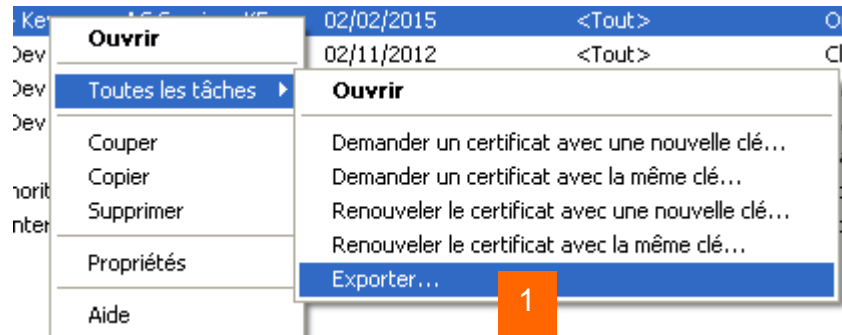 02/02/2015 <Tout>
Ouvrir
Dev 02/11/2012 <Tout>
Dev Toutes les tâches Ouvrir
Dev
Couper Demander un certificat avec une nouvelle clé...
Copier Demander un certificat avec la même clé...
Supprimer Renouveler le certificat avec une nouvelle clé...
Renouveler le certificat avec la même clé...
Propriétés
Exporter...
1
Aide